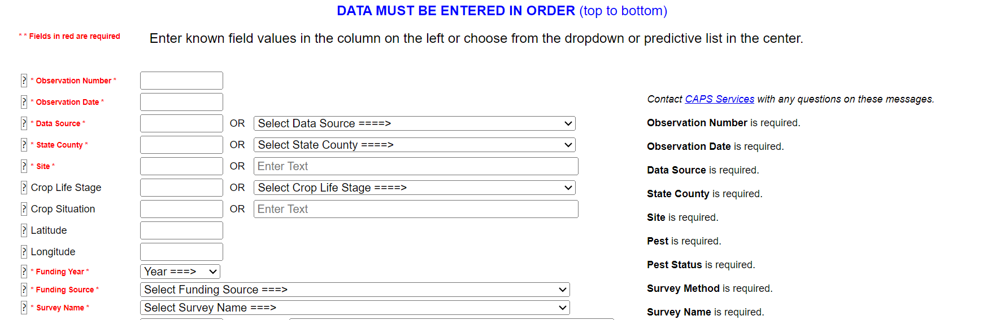 DATA MUST BE ENTERED IN ORDER (top to bottom)
* * Fields in red are required
Enter known field values in the column on the left or choose from the dropdown or predictive list in the center.
? * Observation Number *
? * Observation Date *
? * Data Source * OR Select Data Source ====>
? * State County * OR Select State County ====>
? * Site * OR Enter Text
? Crop Life Stage OR Select Crop Life Stage ====>
? Crop Situation OR Enter Text
? Latitude
? Longitude
? * Funding Year * Year ===>
? * Funding Source * Select Funding Source ===>
? * Survey Name * Select Survey Name ===>
Contact CAPS Services with any questions on these messages.
Observation Number is required.
Observation Date is required.
Data Source is required.
State County is required.
Site is required.
Pest is required.
Pest Status is required.
Survey Method is required.
Survey Name is required.